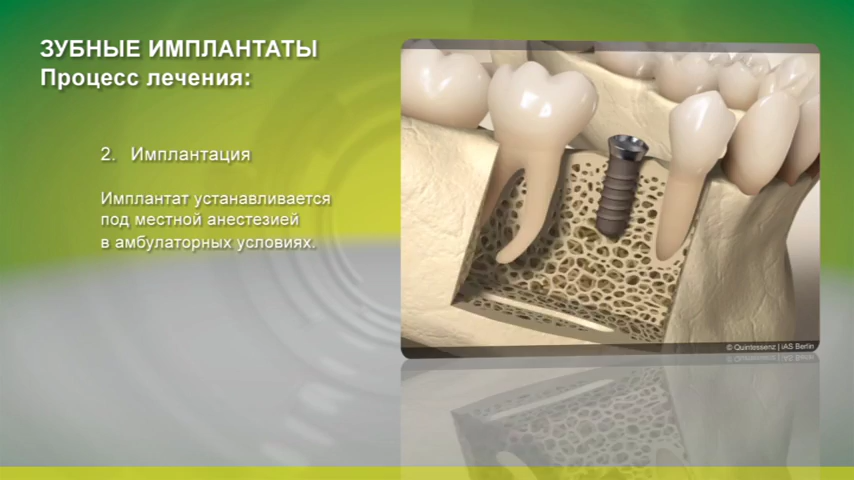 ЗУБНЫЕ ИМПЛАНТАТЫ
Процесс лечения:
2. Имплантация
Имплантат устанавливается
под местной анестезией
в амбулаторных условиях.
© Quintessenz | iAS Berlin